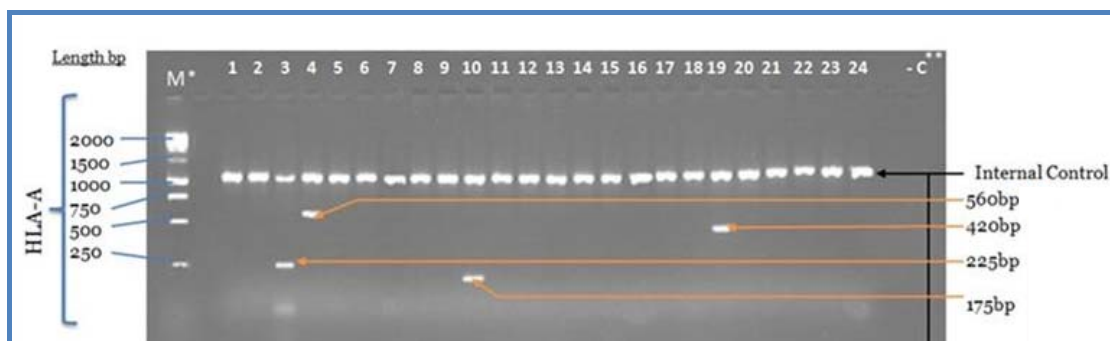 Length bp
M*
1 2 3 4 5 6 7 8 9 10 11 12 13 14 15 16 17 18 19 20 21 22 23 24 - C**
2000
1500
1000
750
500
250
HLA-A
Internal Control
560bp
420bp
225bp
175bp